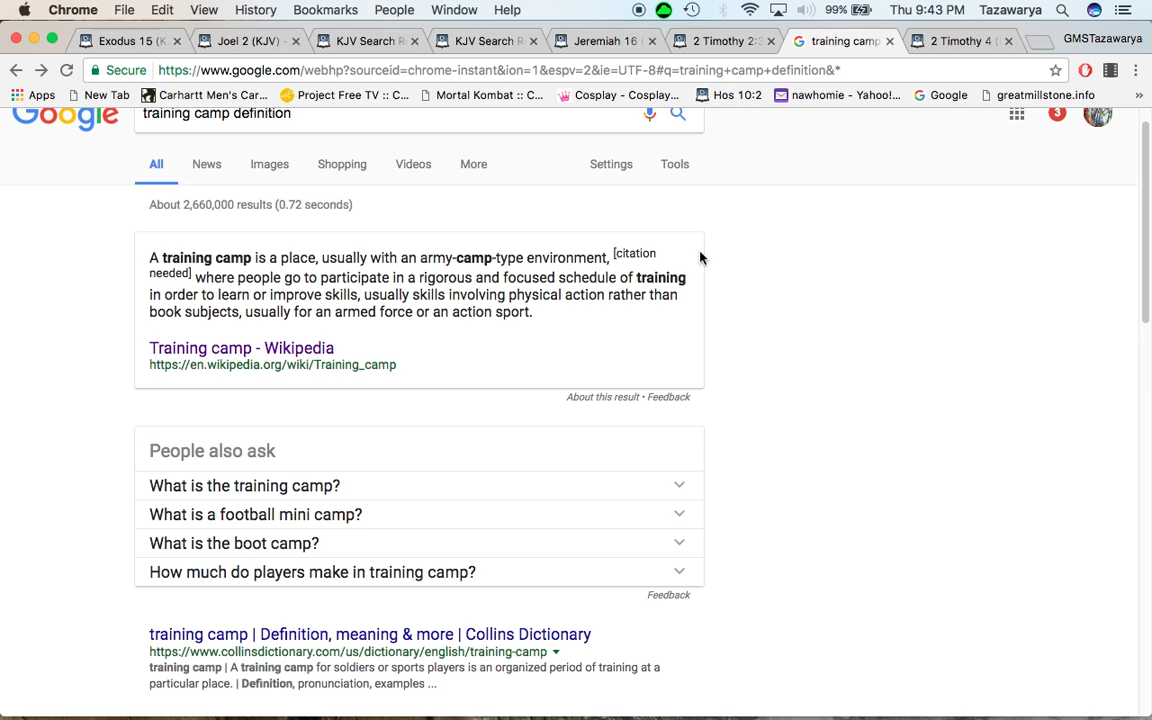 Chrome File Edit View History Bookmarks People Window Help 99% Thu 9:43 PM Tazawarya
Exodus 15 (K Joel 2 (KJV) - KJV Search R KJV Search R Jeremiah 16 ( 2 Timothy 2:3 training camp 2 Timothy 4 ( GMSTazawarya
Secure https://www.google.com/webhp?sourceid=chrome-instant&ion=1&espv=2&ie=UTF-8#q=training+camp+definition&*
Apps New Tab Carhartt Men's Car... Project Free TV :: C... Mortal Kombat :: C... Cosplay - Cosplay... Hos 10:2 nawhomie - Yahoo!... Google greatmillstone.info »
Google training camp definition 3
All News Images Shopping Videos More Settings Tools
About 2,660,000 results (0.72 seconds)
A training camp is a place, usually with an army-camp-type environment, [citation
needed] where people go to participate in a rigorous and focused schedule of training
in order to learn or improve skills, usually skills involving physical action rather than
book subjects, usually for an armed force or an action sport.
Training camp - Wikipedia
https://en.wikipedia.org/wiki/Training_camp
About this result • Feedback
People also ask
What is the training camp?
What is a football mini camp?
What is the boot camp?
How much do players make in training camp?
Feedback
training camp | Definition, meaning & more | Collins Dictionary
https://www.collinsdictionary.com/us/dictionary/english/training-camp
training camp | A training camp for soldiers or sports players is an organized period of training at a
particular place. | Definition, pronunciation, examples ...